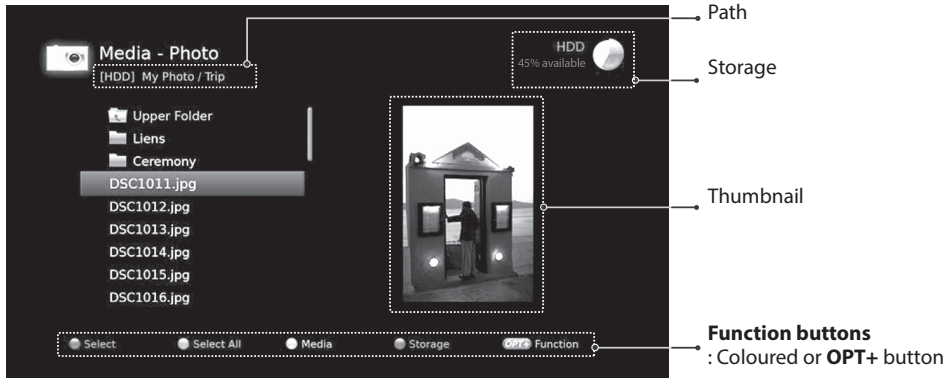 Path
Media - Photo
[HDD] My Photo / Trip
HDD
45% available
Storage
Upper Folder
Liens
Ceremony
DSC1011.jpg
DSC1012.jpg
DSC1013.jpg
DSC1014.jpg
DSC1015.jpg
DSC1016.jpg
Thumbnail
Select Select All Media Storage OPT+ Function
Function buttons
: Coloured or OPT+ button